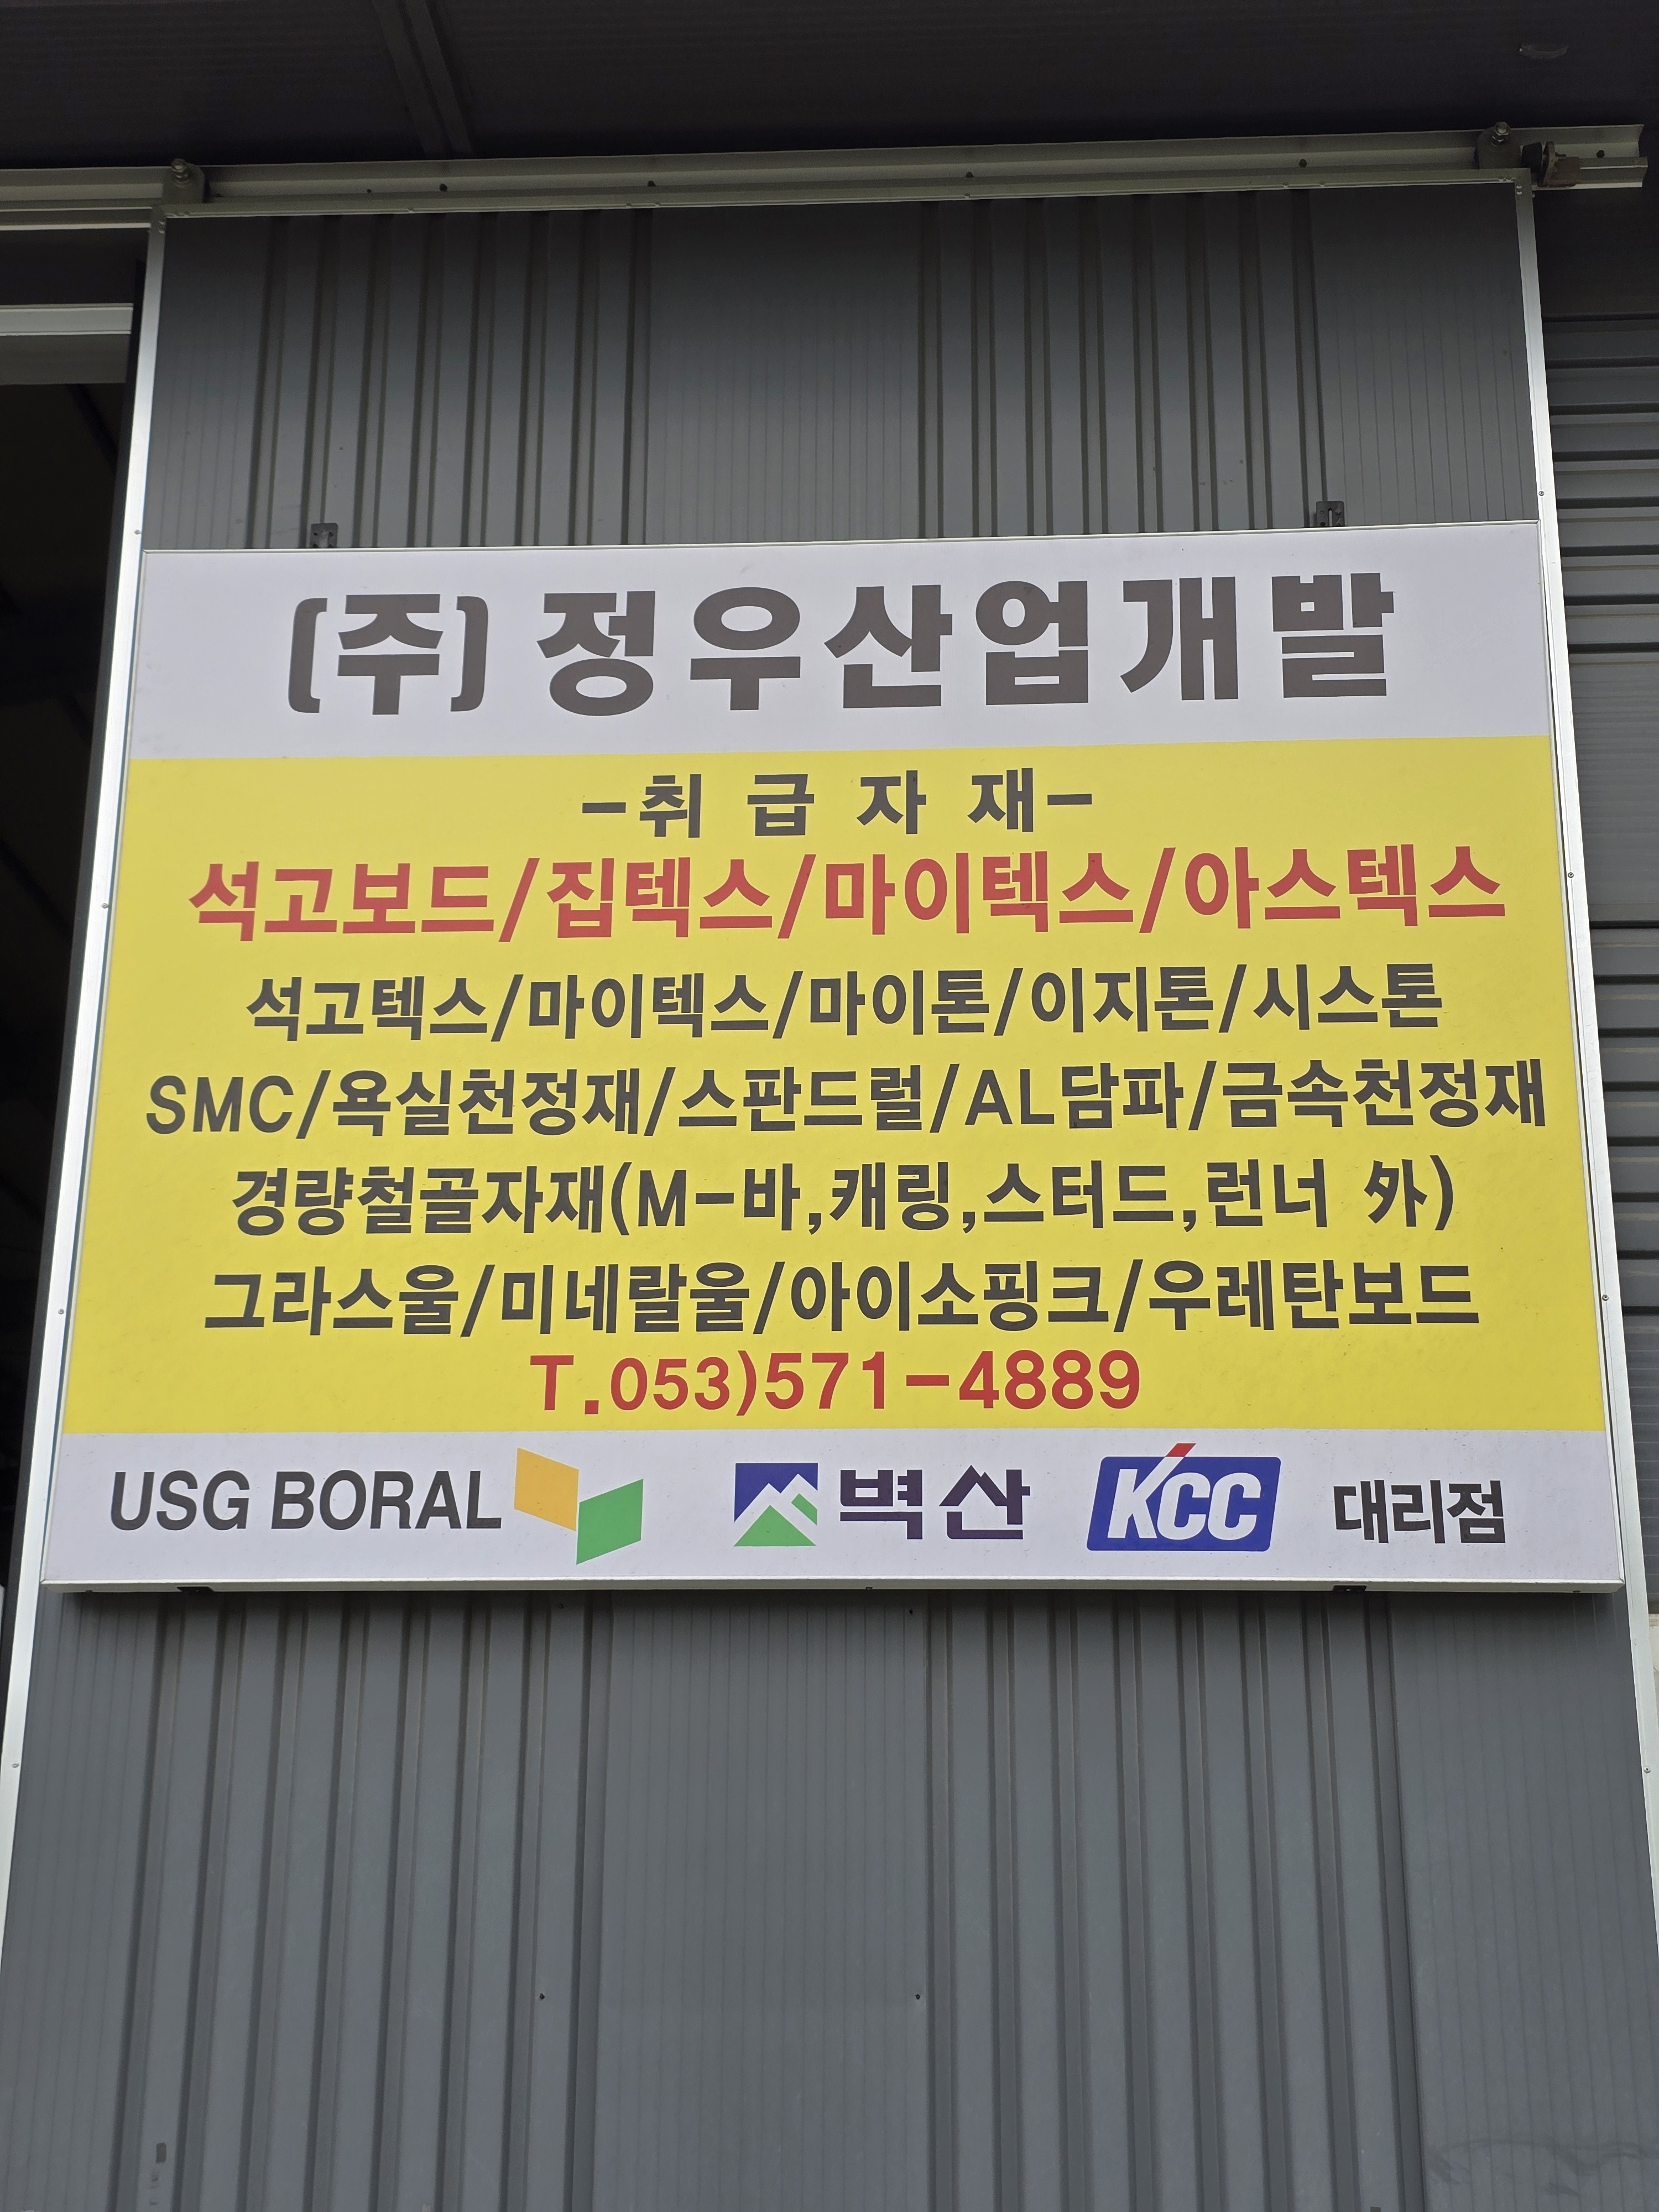 (주)정우산업개발
-취 급 자 재-
석고보드/집텍스/마이텍스/아스텍스
석고텍스/마이텍스/마이톤/이지톤/시스톤
SMC/욕실천정재/스판드럴/AL담파/금속천정재
경량철골자재(M-바,캐링,스터드,런너 外)
그라스울/미네랄울/아이소핑크/우레탄보드
T.053)571-4889
USG BORAL 벽산 KCC 대리점